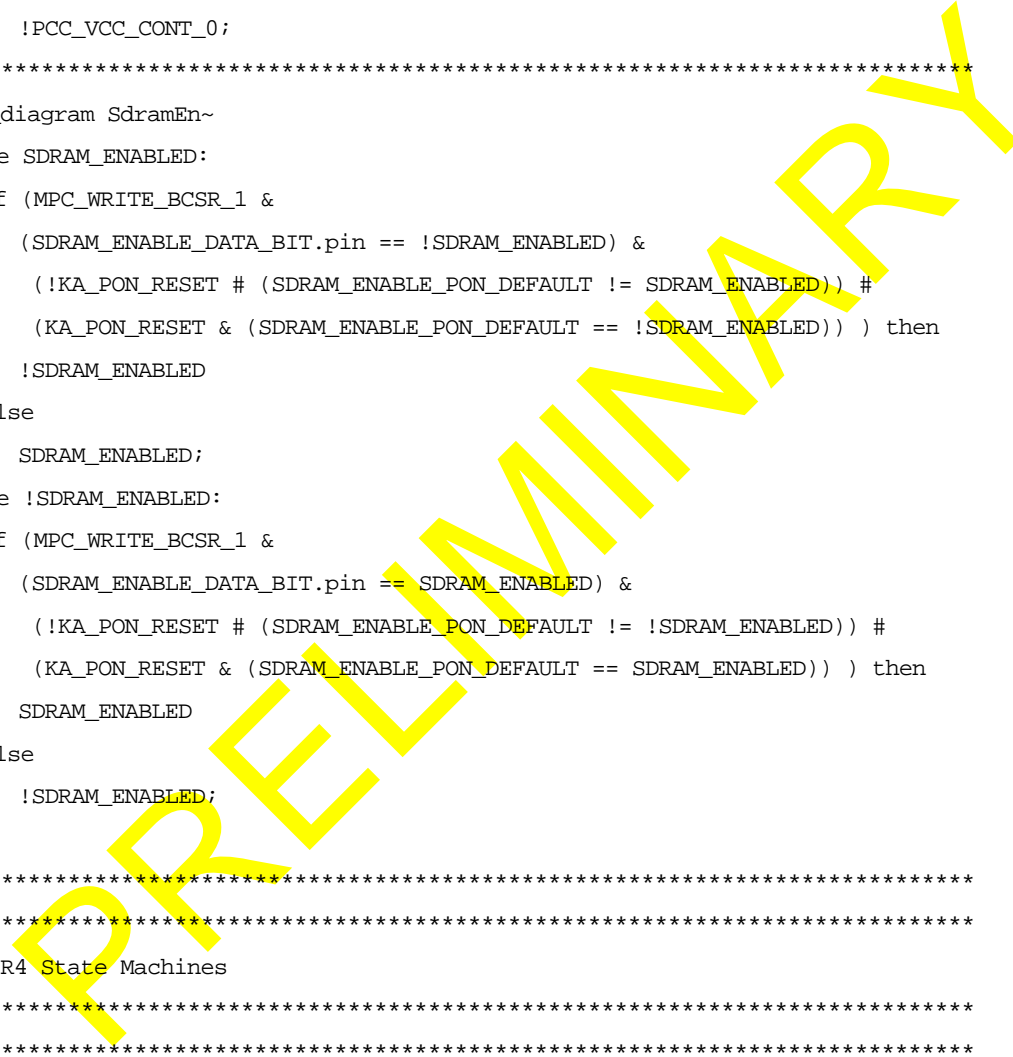 !PCC_VCC_CONT_0;
*************************************************************************
diagram SdramEn~
e SDRAM_ENABLED:
f (MPC_WRITE_BCSR_1 &
(SDRAM_ENABLE_DATA_BIT.pin == !SDRAM_ENABLED) &
(!KA_PON_RESET # (SDRAM_ENABLE_PON_DEFAULT != SDRAM_ENABLED)) #
(KA_PON_RESET & (SDRAM_ENABLE_PON_DEFAULT == !SDRAM_ENABLED)) ) then
!SDRAM_ENABLED
lse
SDRAM_ENABLED;
e !SDRAM_ENABLED:
f (MPC_WRITE_BCSR_1 &
(SDRAM_ENABLE_DATA_BIT.pin == SDRAM_ENABLED) &
(!KA_PON_RESET # (SDRAM_ENABLE_PON_DEFAULT != !SDRAM_ENABLED)) #
(KA_PON_RESET & (SDRAM_ENABLE_PON_DEFAULT == SDRAM_ENABLED)) ) then
SDRAM_ENABLED
lse
!SDRAM_ENABLED;
*************************************************************************
*************************************************************************
R4 State Machines
*************************************************************************
*************************************************************************
PRELIMINARY